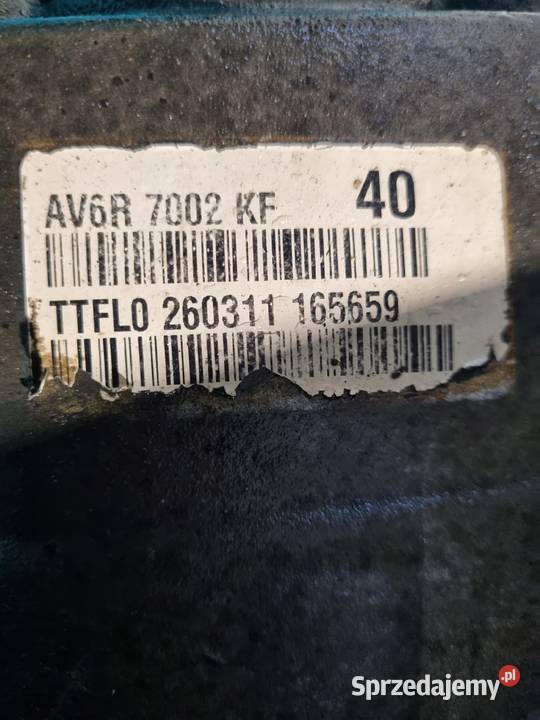 AV6R 7002 KF 40
TTFL0 260311 165659
Sprzedajemy.pl